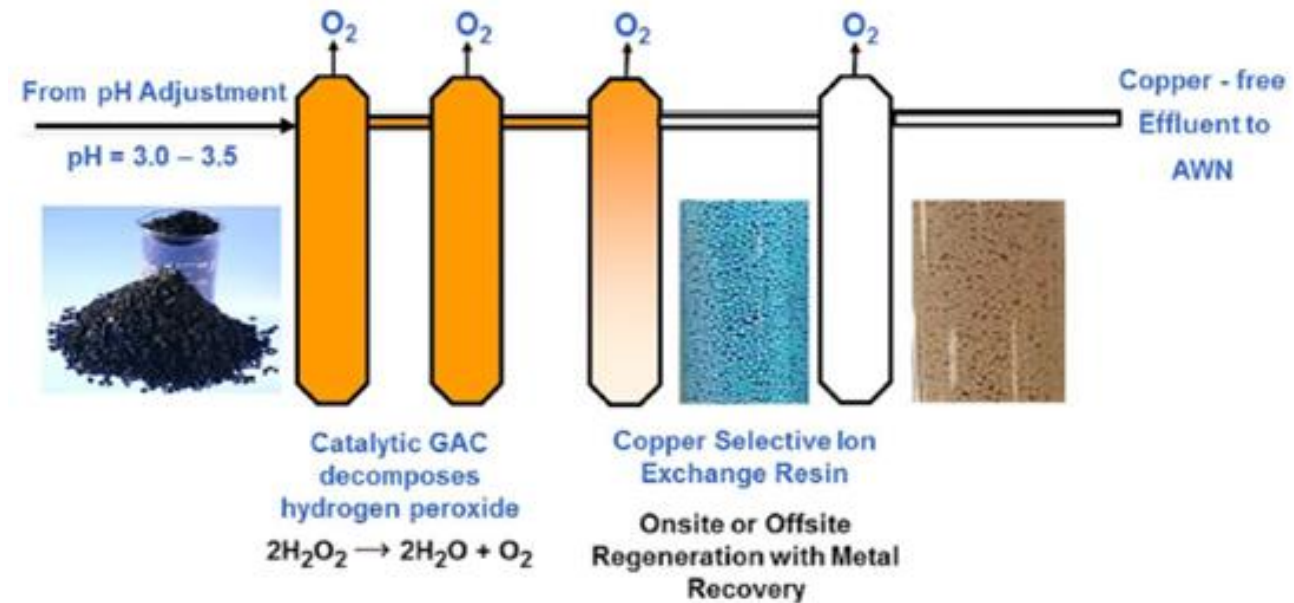 O₂
O₂
O₂
O₂
From pH Adjustment
pH = 3.0 – 3.5
Copper - free
Effluent to
AWN
Catalytic GAC
decomposes
hydrogen peroxide
2H₂O₂ → 2H₂O + O₂
Copper Selective Ion
Exchange Resin
Onsite or Offsite
Regeneration with Metal
Recovery